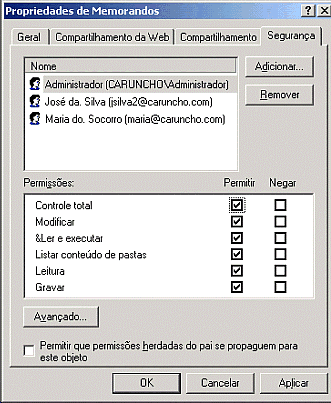 Propriedades de Memorandos
Geral Compartilhamento da Web Compartilhamento Segurança
Nome
Administrador (CARUNCHO\Administrador)
José da. Silva (jsilva2@caruncho.com)
Maria do. Socorro (maria@caruncho.com)
Adicionar...
Remover
Permissões: Permitir Negar
Controle total
Modificar
&Ler e executar
Listar conteúdo de pastas
Leitura
Gravar
Avançado...
Permitir que permissões herdadas do pai se propaguem para
este objeto
OK Cancelar Aplicar